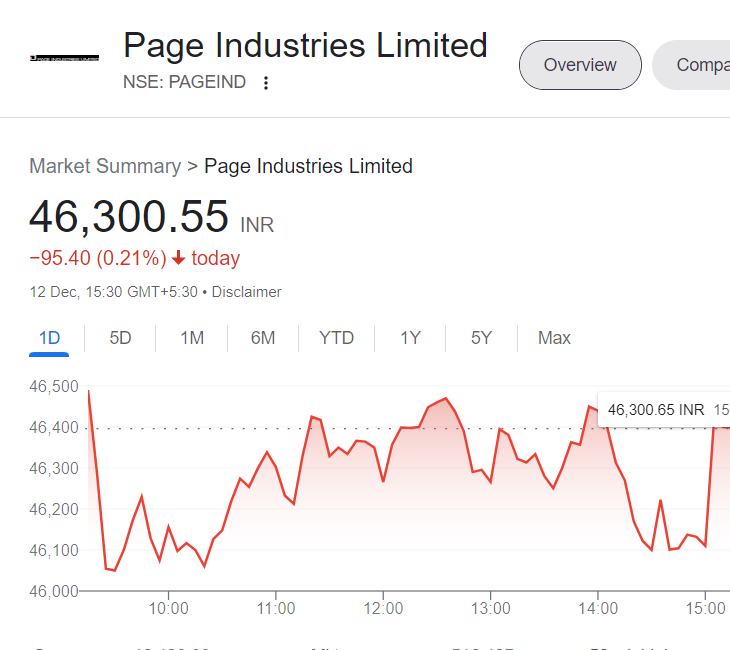 Page Industries Limited
NSE: PAGEIND
Overview
Compa
Market Summary > Page Industries Limited
46,300.55 INR
−95.40 (0.21%) today
12 Dec, 15:30 GMT+5:30 • Disclaimer
1D 5D 1M 6M YTD 1Y 5Y Max
46,500
46,300.65 INR 15
46,400
46,300
46,200
46,100
46,000
10:00 11:00 12:00 13:00 14:00 15:00